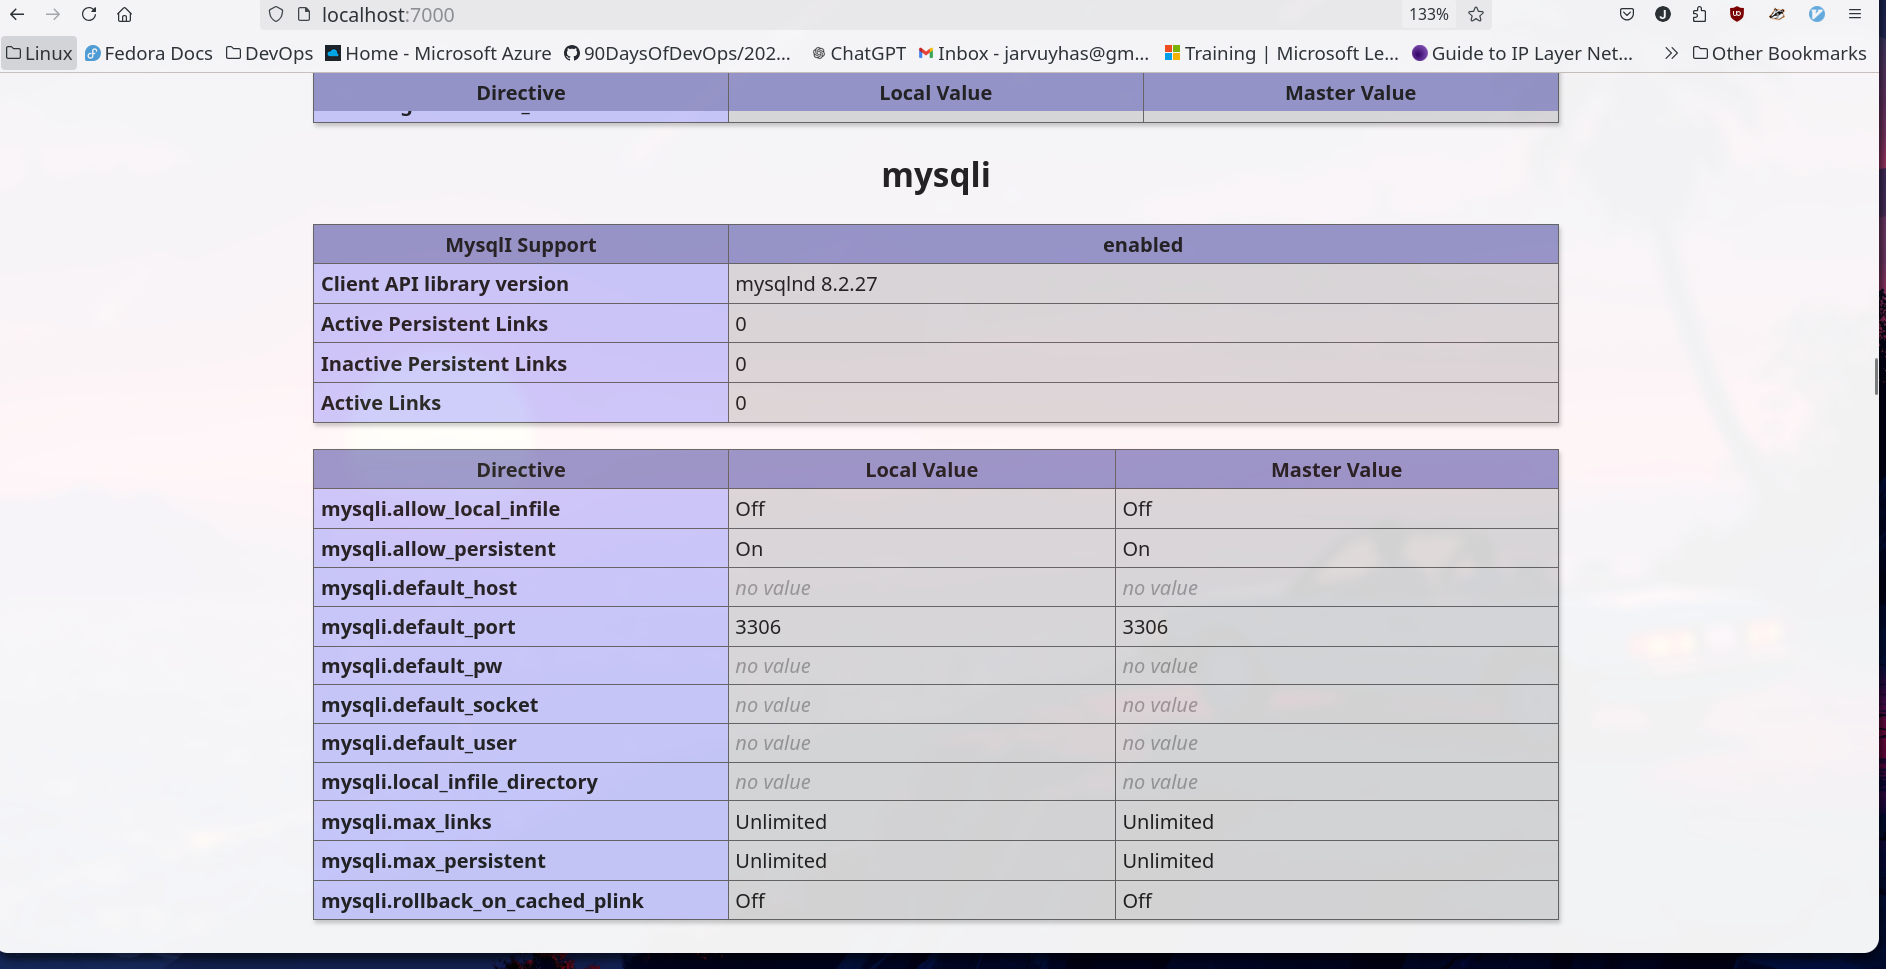 localhost:7000 133%
Linux Fedora Docs DevOps Home - Microsoft Azure 90DaysOfDevOps/202... ChatGPT Inbox - jarvuyhas@gm... Training | Microsoft Le... Guide to IP Layer Net... Other Bookmarks
Directive Local Value Master Value
mysqli
MysqlI Support enabled
Client API library version mysqlnd 8.2.27
Active Persistent Links 0
Inactive Persistent Links 0
Active Links 0
Directive Local Value Master Value
mysqli.allow_local_infile Off Off
mysqli.allow_persistent On On
mysqli.default_host no value no value
mysqli.default_port 3306 3306
mysqli.default_pw no value no value
mysqli.default_socket no value no value
mysqli.default_user no value no value
mysqli.local_infile_directory no value no value
mysqli.max_links Unlimited Unlimited
mysqli.max_persistent Unlimited Unlimited
mysqli.rollback_on_cached_plink Off Off